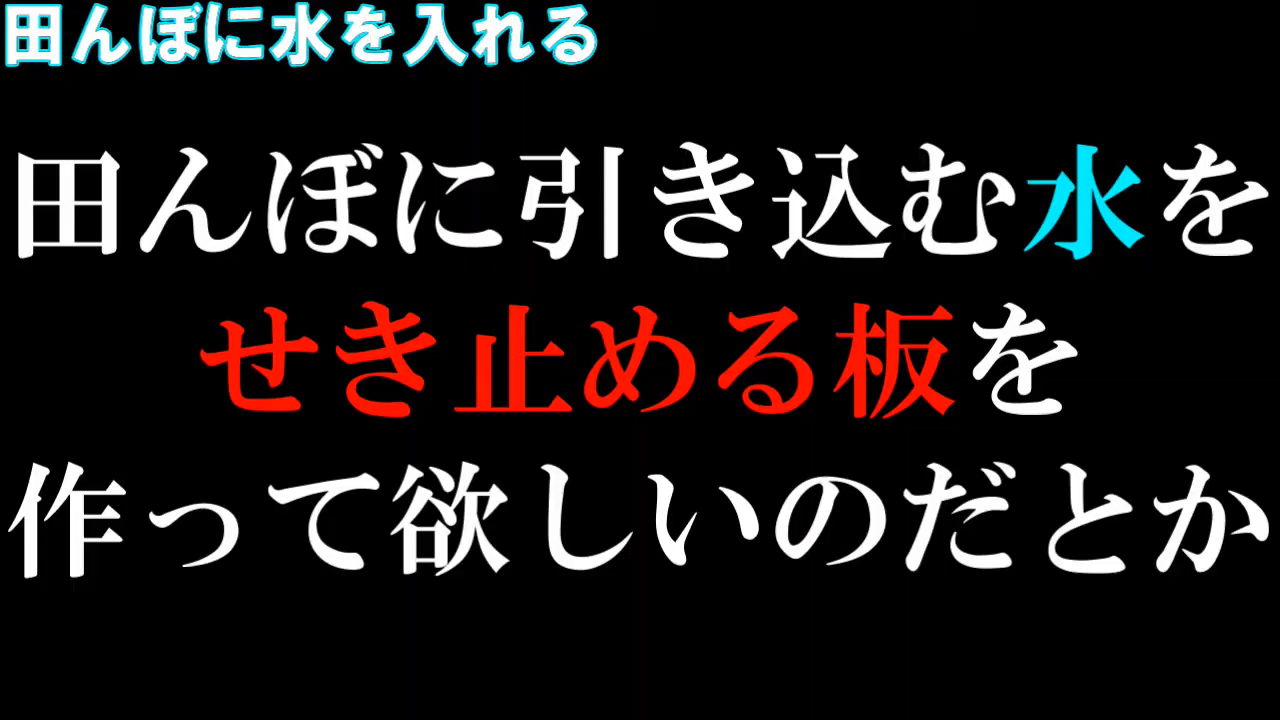 田んぼに水を入れる
田んぼに引き込む水を
せき止める板を
作って欲しいのだとか